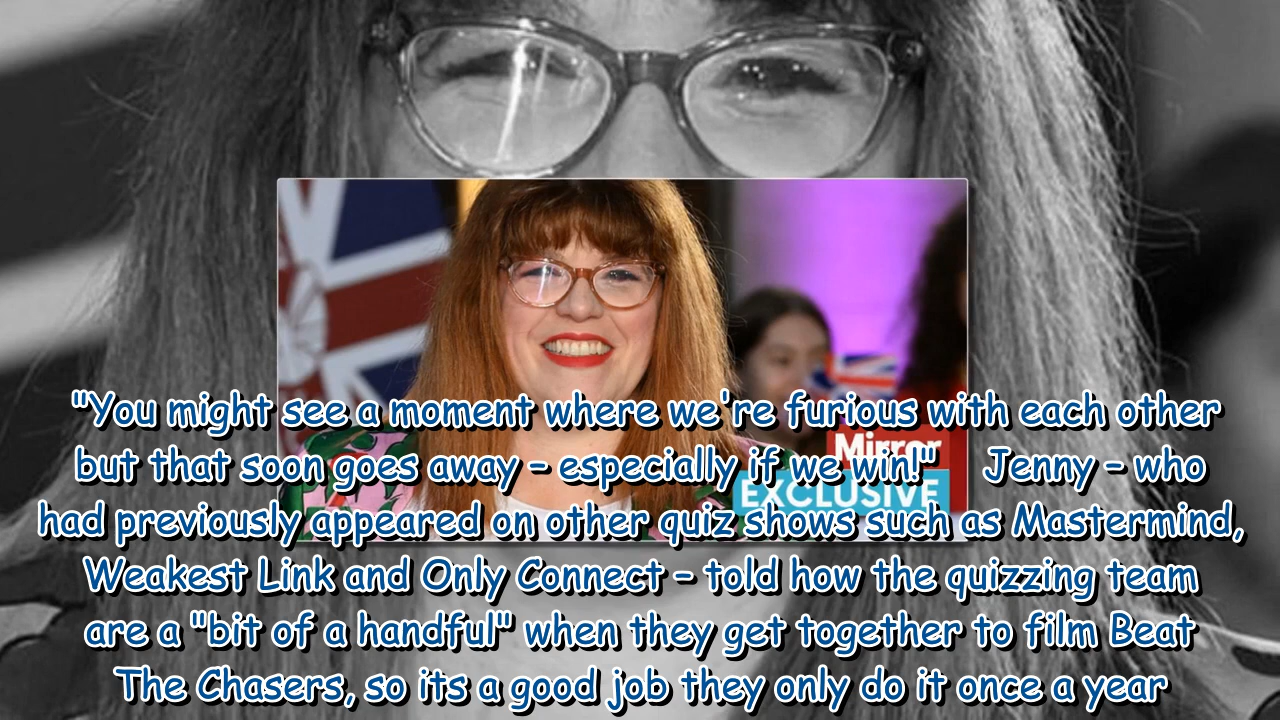 "You might see a moment where we're furious with each other
but that soon goes away – especially if we win!" Jenny – who
had previously appeared on other quiz shows such as Mastermind,
Weakest Link and Only Connect – told how the quizzing team
are a "bit of a handful" when they get together to film Beat
The Chasers, so its a good job they only do it once a year
Mirror
EXCLUSIVE